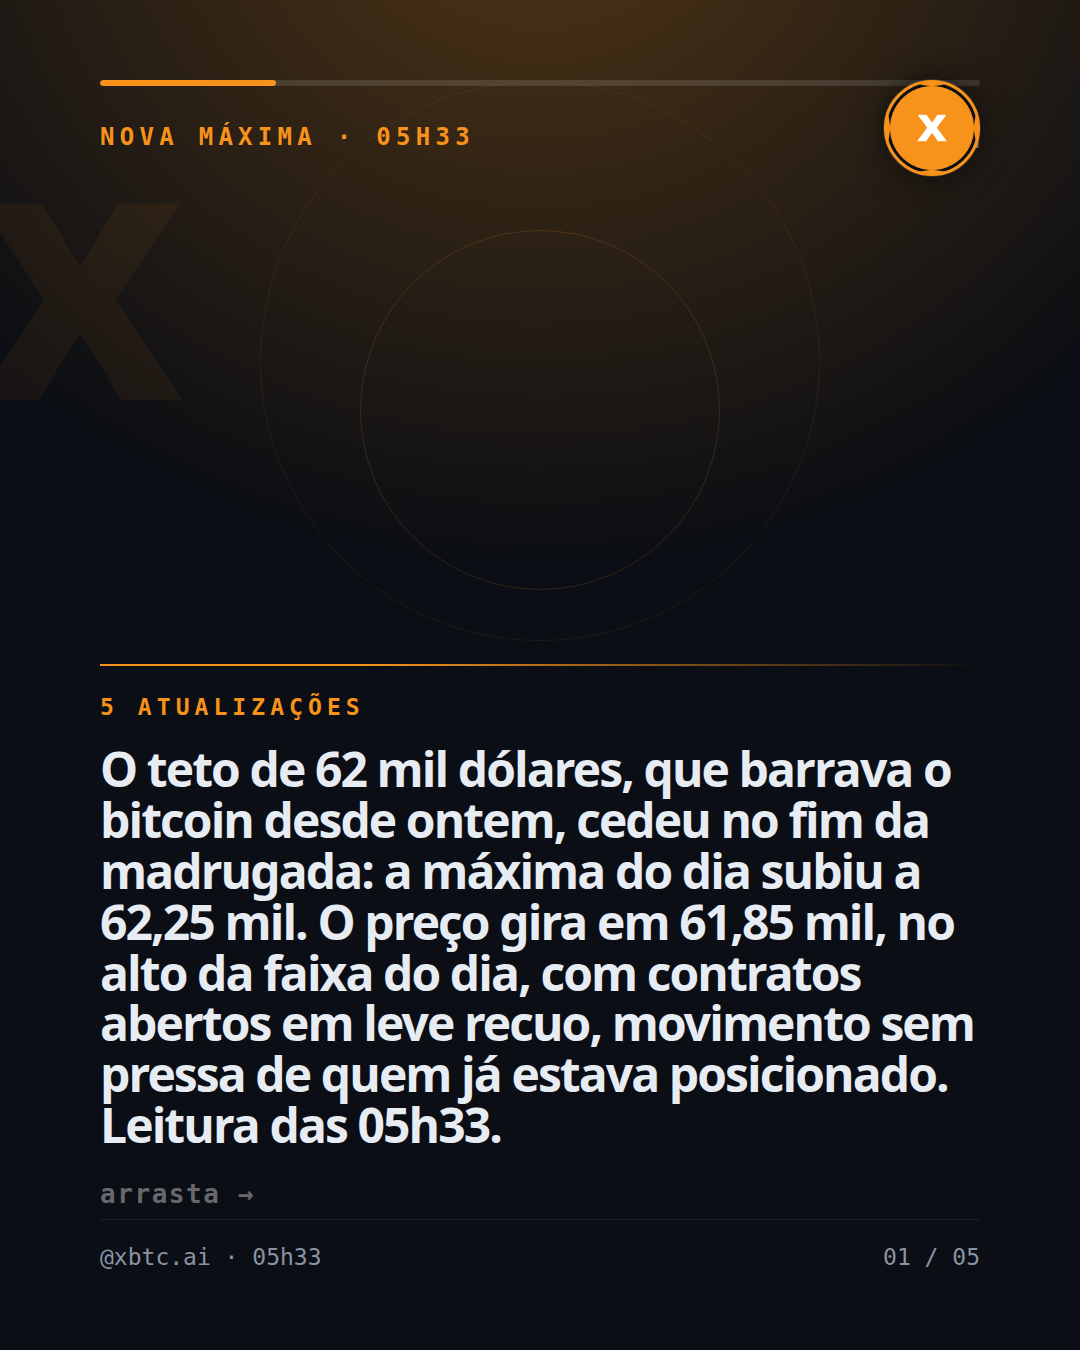 NOVA MÁXIMA · 05H33
X
X
5 ATUALIZAÇÕES
O teto de 62 mil dólares, que barrava o
bitcoin desde ontem, cedeu no fim da
madrugada: a máxima do dia subiu a
62,25 mil. O preço gira em 61,85 mil, no
alto da faixa do dia, com contratos
abertos em leve recuo, movimento sem
pressa de quem já estava posicionado.
Leitura das 05h33.
arrasta →
@xbtc.ai · 05h33
01 / 05